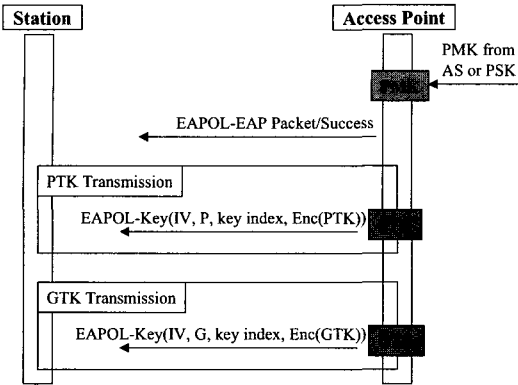 Station
Access Point
PMK from
AS or PSK
PMK
EAPOL-EAP Packet/Success
PTK Transmission
EAPOL-Key(IV, P, key index, Enc(PTK))
GTK Transmission
EAPOL-Key(IV, G, key index, Enc(GTK))